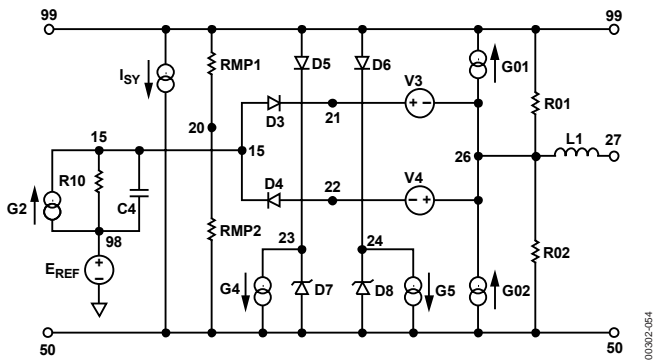 99 99
ISY
RMP1
D5 D6
G01
V3
+ –
D3
21
R01
20
15 15
L1 27
26
R10
C4
G2
D4
22
V4
– +
98
RMP2
EREF
+
–
23 24
R02
G4 D7 D8 G5 G02
50 50
00302-054